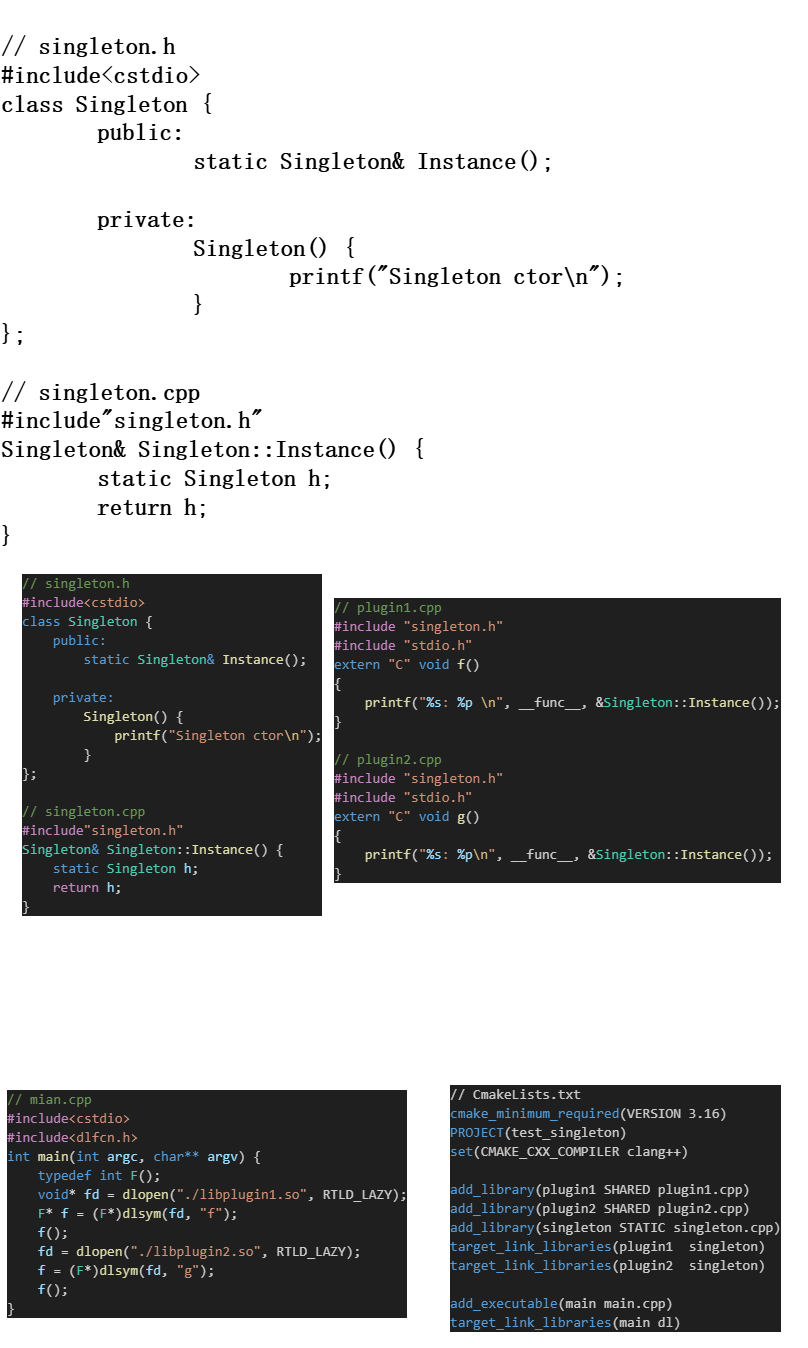 // singleton.h
#include<cstdio>
class Singleton {
        public:
                static Singleton& Instance();

        private:
                Singleton() {
                        printf("Singleton ctor\n");
                }
};

// singleton.cpp
#include"singleton.h"
Singleton& Singleton::Instance() {
        static Singleton h;
        return h;
}
// singleton.h
#include<cstdio>
class Singleton {
    public:
        static Singleton& Instance();

    private:
        Singleton() {
            printf("Singleton ctor\n");
        }
};

// singleton.cpp
#include"singleton.h"
Singleton& Singleton::Instance() {
    static Singleton h;
    return h;
}
// plugin1.cpp
#include "singleton.h"
#include "stdio.h"
extern "C" void f()
{
    printf("%s: %p \n", __func__, &Singleton::Instance());
}

// plugin2.cpp
#include "singleton.h"
#include "stdio.h"
extern "C" void g()
{
    printf("%s: %p\n", __func__, &Singleton::Instance());
}
// mian.cpp
#include<cstdio>
#include<dlfcn.h>
int main(int argc, char** argv) {
    typedef int F();
    void* fd = dlopen("./libplugin1.so", RTLD_LAZY);
    F* f = (F*)dlsym(fd, "f");
    f();
    fd = dlopen("./libplugin2.so", RTLD_LAZY);
    f = (F*)dlsym(fd, "g");
    f();
}
// CmakeLists.txt
cmake_minimum_required(VERSION 3.16)
PROJECT(test_singleton)
set(CMAKE_CXX_COMPILER clang++)

add_library(plugin1 SHARED plugin1.cpp)
add_library(plugin2 SHARED plugin2.cpp)
add_library(singleton STATIC singleton.cpp)
target_link_libraries(plugin1  singleton)
target_link_libraries(plugin2  singleton)

add_executable(main main.cpp)
target_link_libraries(main dl)